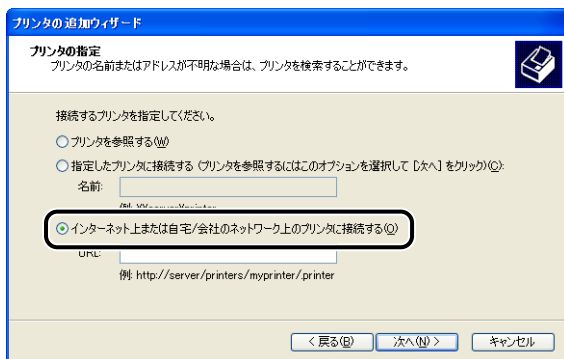 プリンタの追加ウィザード
プリンタの指定
プリンタの名前またはアドレスが不明な場合は、プリンタを検索することができます。
接続するプリンタを指定してください。
プリンタを参照する(W)
指定したプリンタに接続する (プリンタを参照するにはこのオプションを選択して [次へ] をクリック)(C):
名前:
インターネット上または自宅/会社のネットワーク上のプリンタに接続する(O)
URL:
例: http://server/printers/myprinter/.printer
< 戻る(B)
次へ(N) >
キャンセル